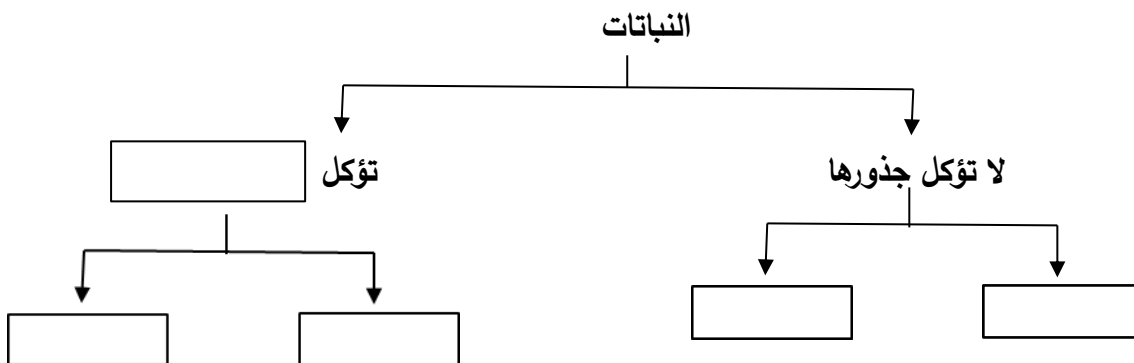 النباتات
لا تؤكل جذورها
تؤكل